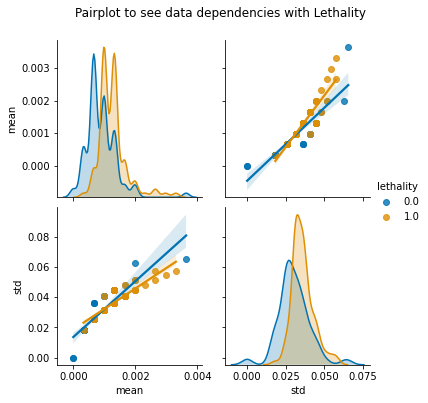 Pairplot to see data dependencies with Lethality
0.003
0.002
0.001
0.000
mean
lethality
0.0
1.0
0.08
0.06
0.04
0.02
0.00
std
0.000 0.002 0.004
mean
0.000 0.025 0.050 0.075
std